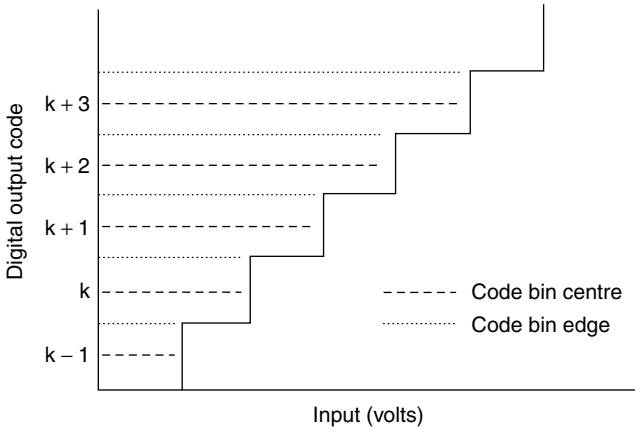 Digital output code
k + 3
k + 2
k + 1
k
k – 1
Code bin centre
Code bin edge
Input (volts)